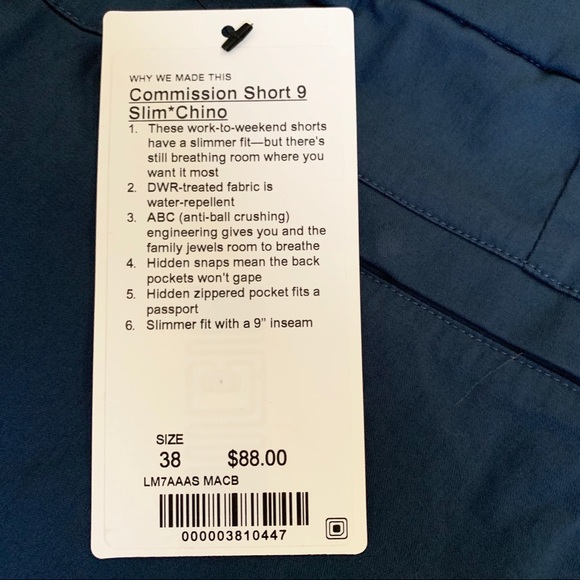 WHY WE MADE THIS
Commission Short 9
Slim*Chino
1. These work-to-weekend shorts
have a slimmer fit—but there's
still breathing room where you
want it most
2. DWR-treated fabric is
water-repellent
3. ABC (anti-ball crushing)
engineering gives you and the
family jewels room to breathe
4. Hidden snaps mean the back
pockets won't gape
5. Hidden zippered pocket fits a
passport
6. Slimmer fit with a 9" inseam
SIZE
38 $88.00
LM7AAAS MACB
000003810447